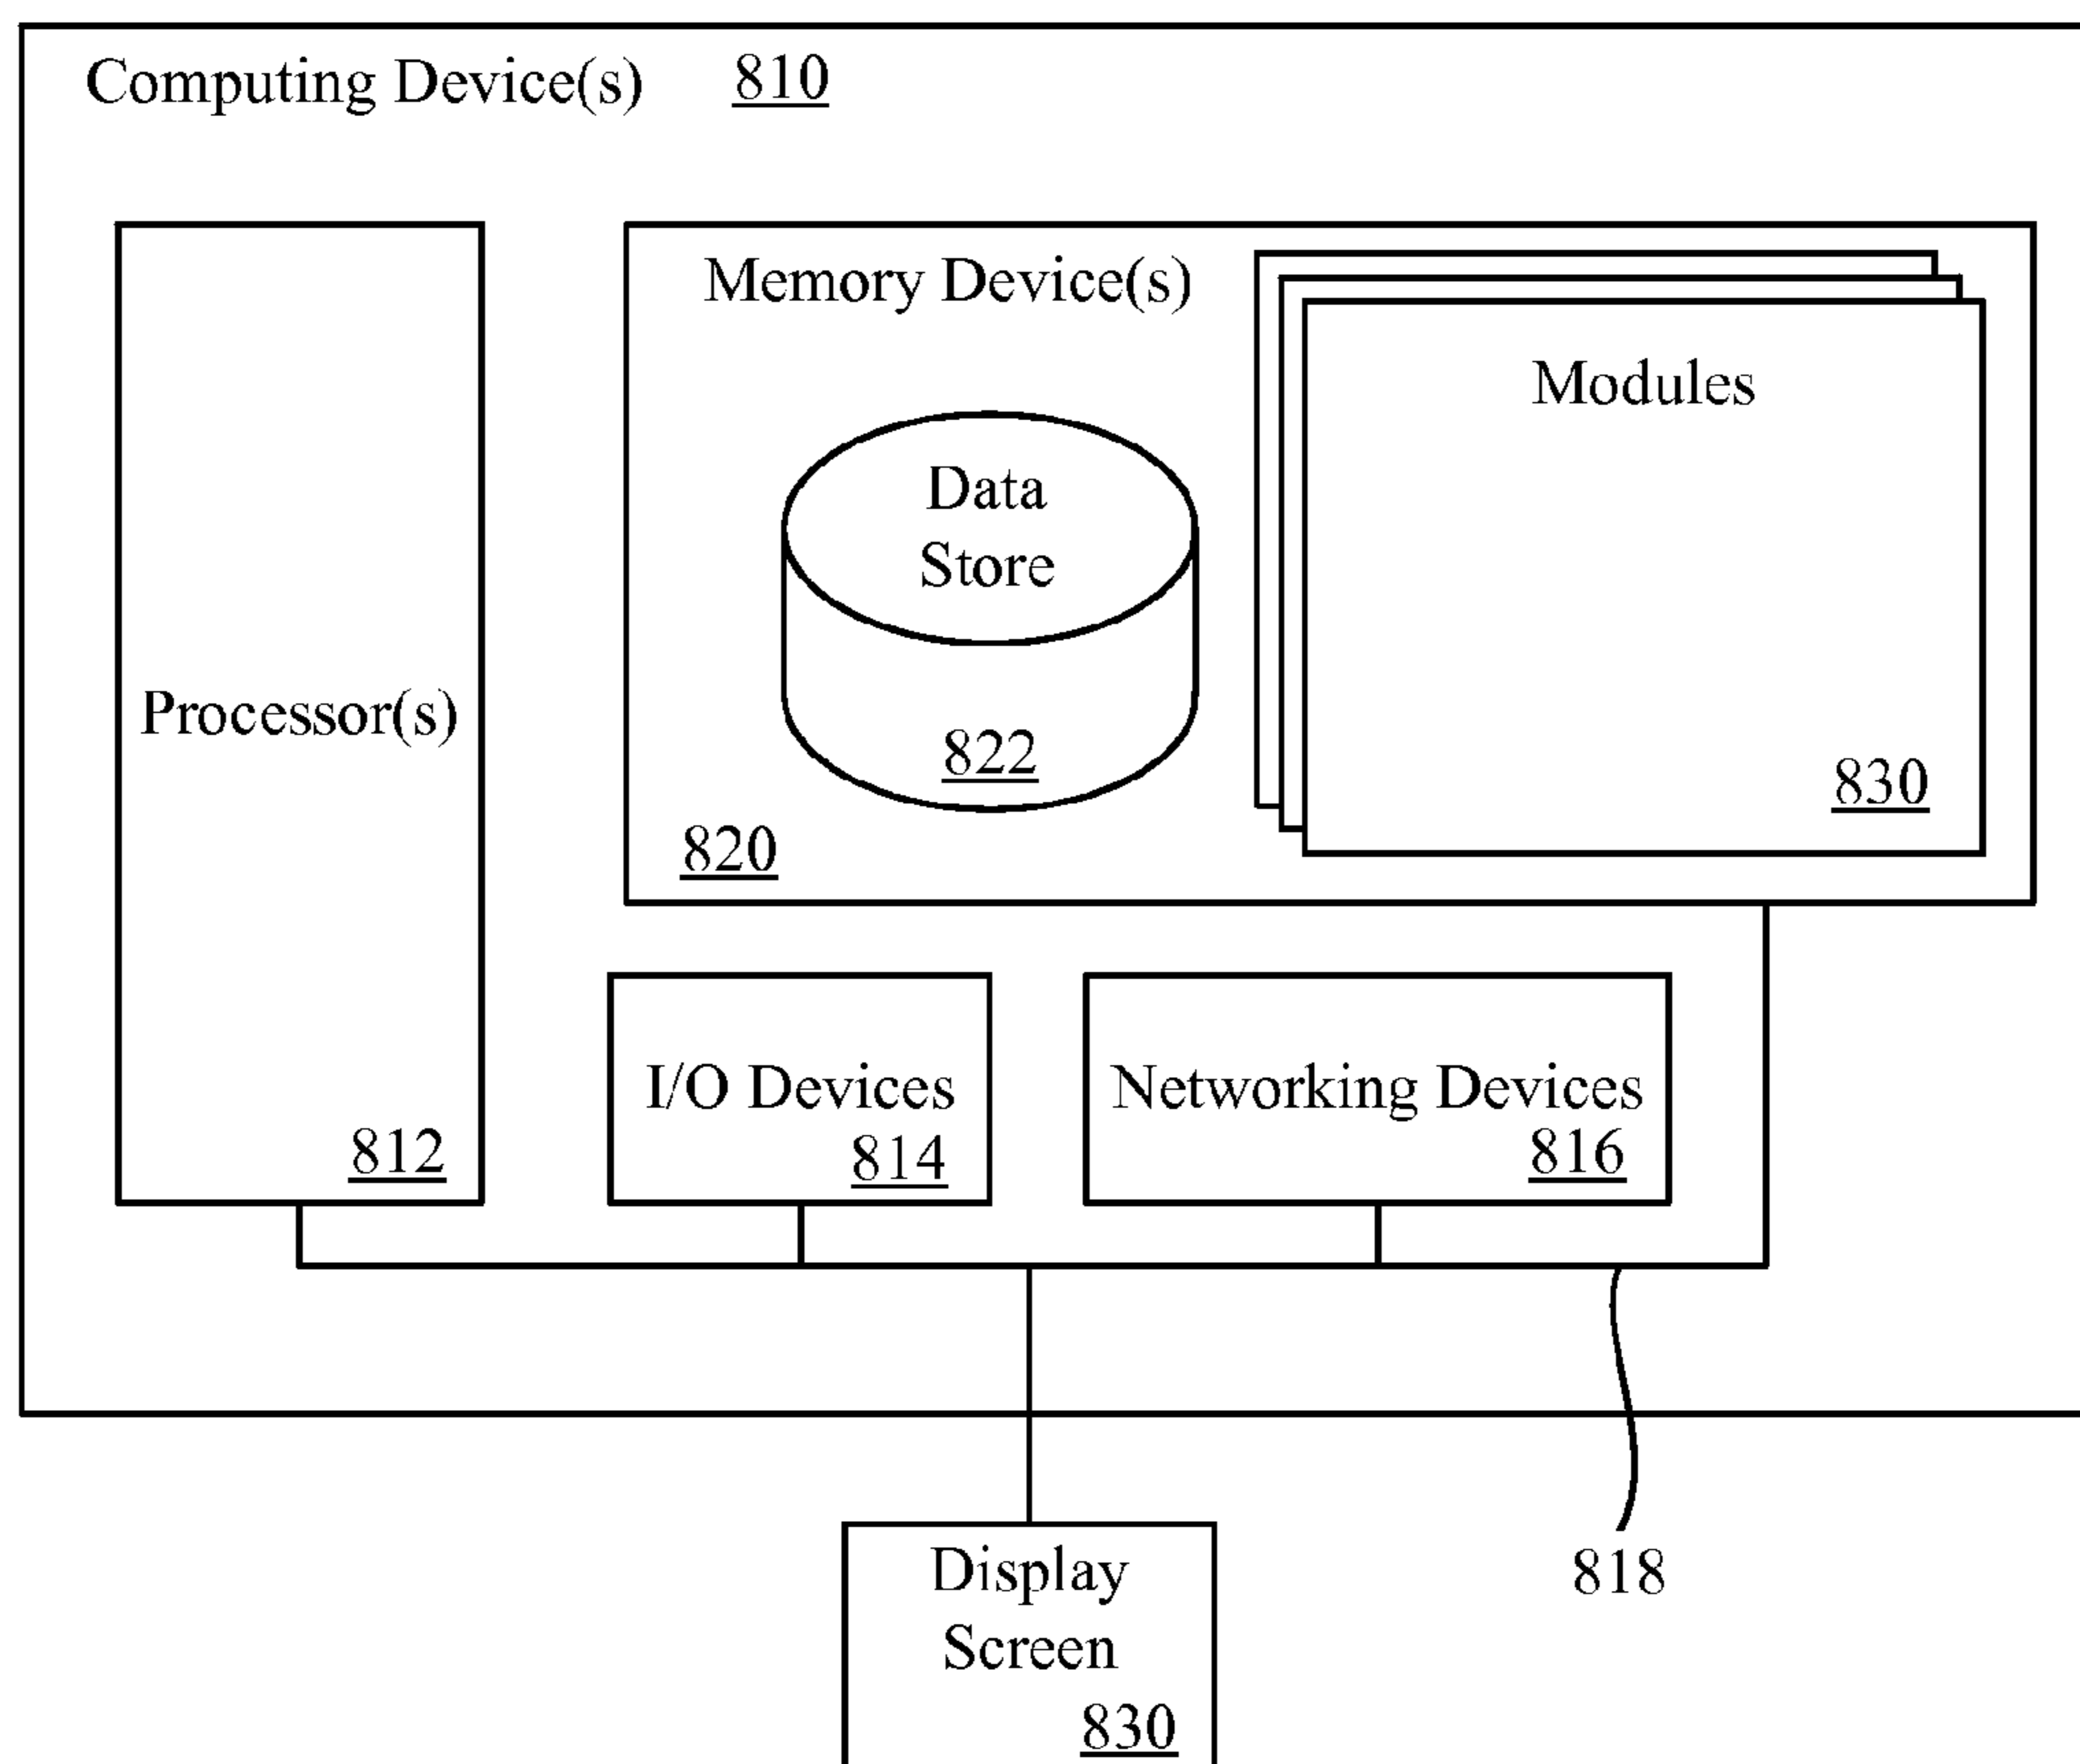 Computing Device(s) 810
Memory Device(s)
Modules
Data
Store
Processor(s)
822
830
820
I/O Devices
814
Networking Devices
816
812
818
Display
Screen
830